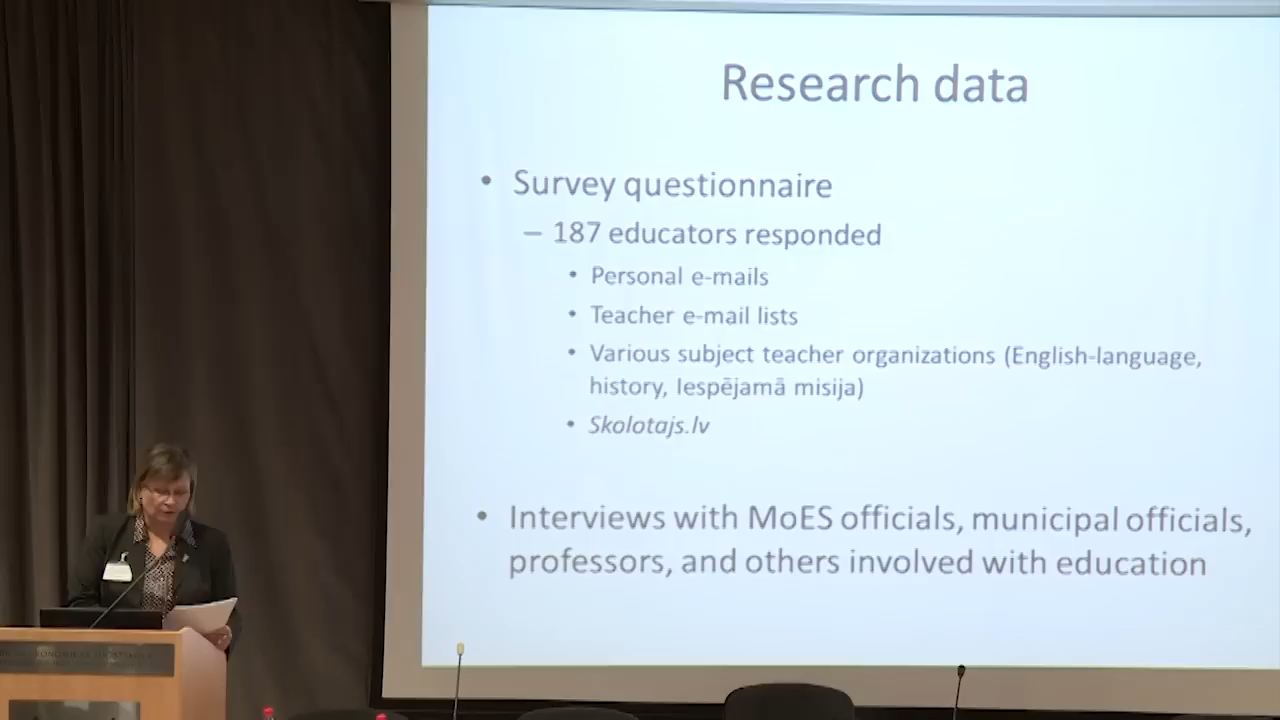 Research data
• Survey questionnaire
– 187 educators responded
• Personal e-mails
• Teacher e-mail lists
• Various subject teacher organizations (English-language,
history, Iespējamā misija)
• Skolotajs.lv
• Interviews with MoES officials, municipal officials,
professors, and others involved with education